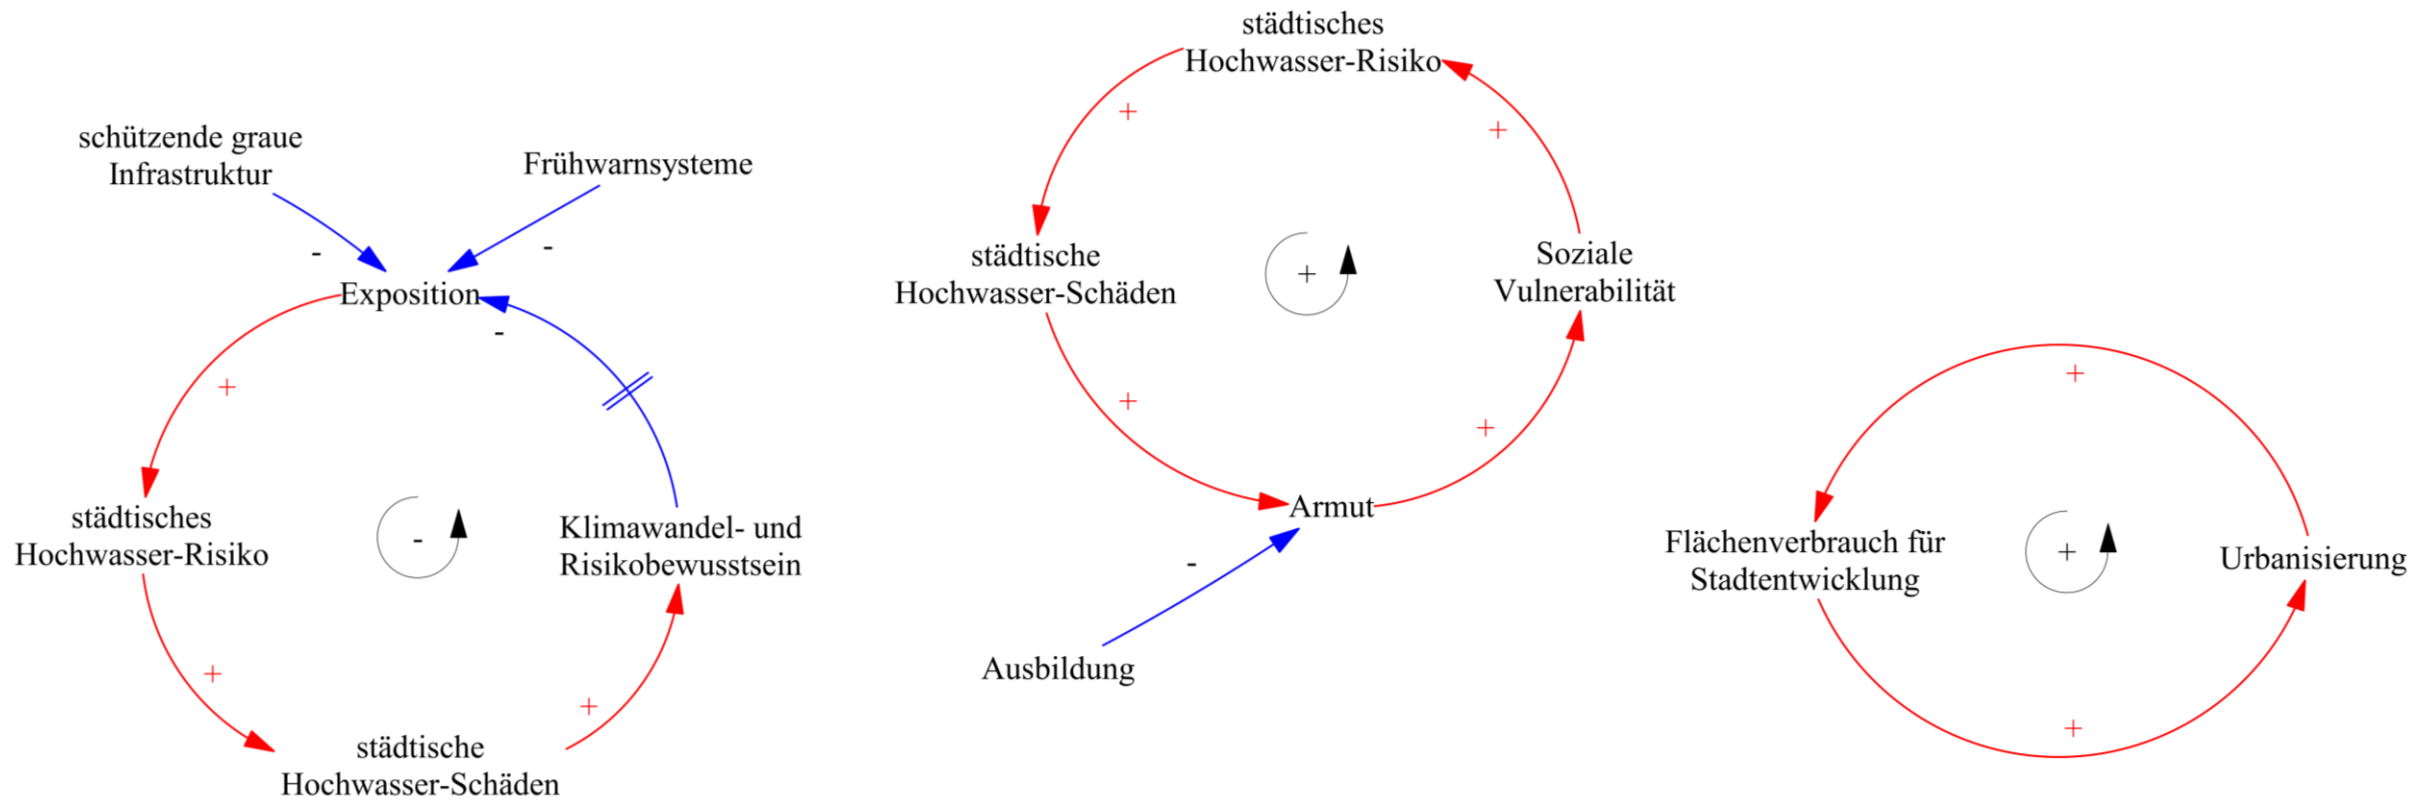 schützende graue
Infrastruktur
Frühwarnsysteme
-
-
Exposition
-
+
städtisches
Hochwasser-Risiko
-
Klimawandel- und
Risikobewusstsein
+
+
städtische
Hochwasser-Schäden
städtisches
Hochwasser-Risiko
+
+
städtische
Hochwasser-Schäden
+
Soziale
Vulnerabilität
+
+
Armut
-
Ausbildung
+
Flächenverbrauch für
Stadtentwicklung
+
Urbanisierung
+